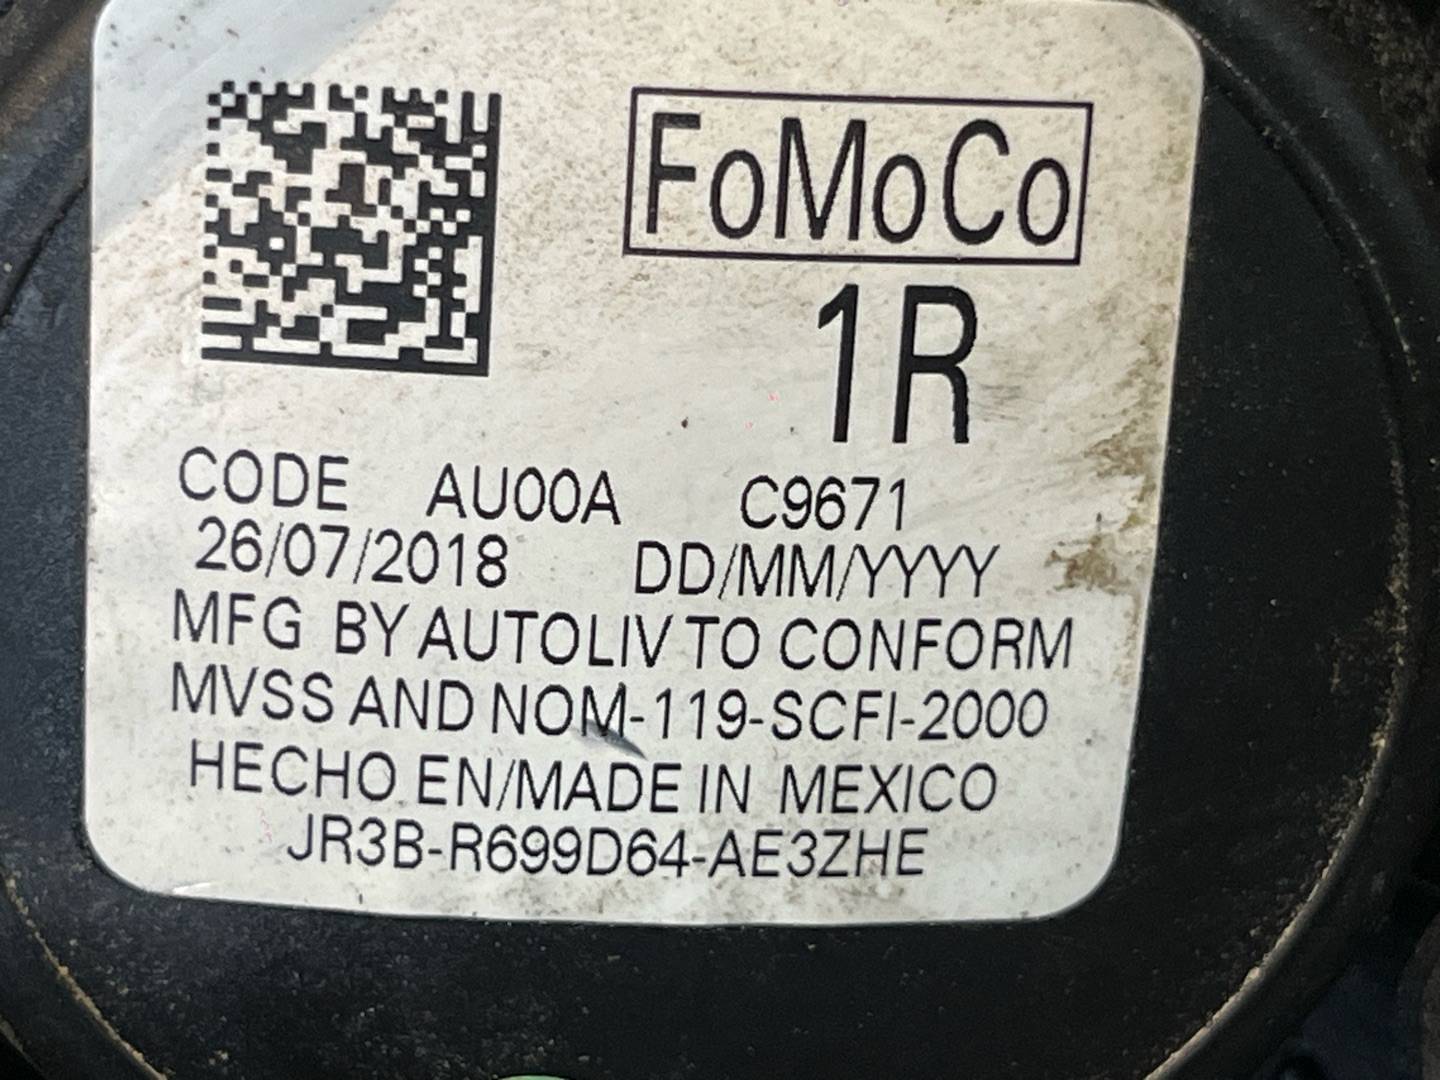 FoMoCo
1R
CODE AU00A C9671
26/07/2018 DD/MM/YYYY
MFG BY AUTOLIV TO CONFORM
MVSS AND NOM-119-SCFI-2000
HECHO EN/MADE IN MEXICO
JR3B-R699D64-AE3ZHE